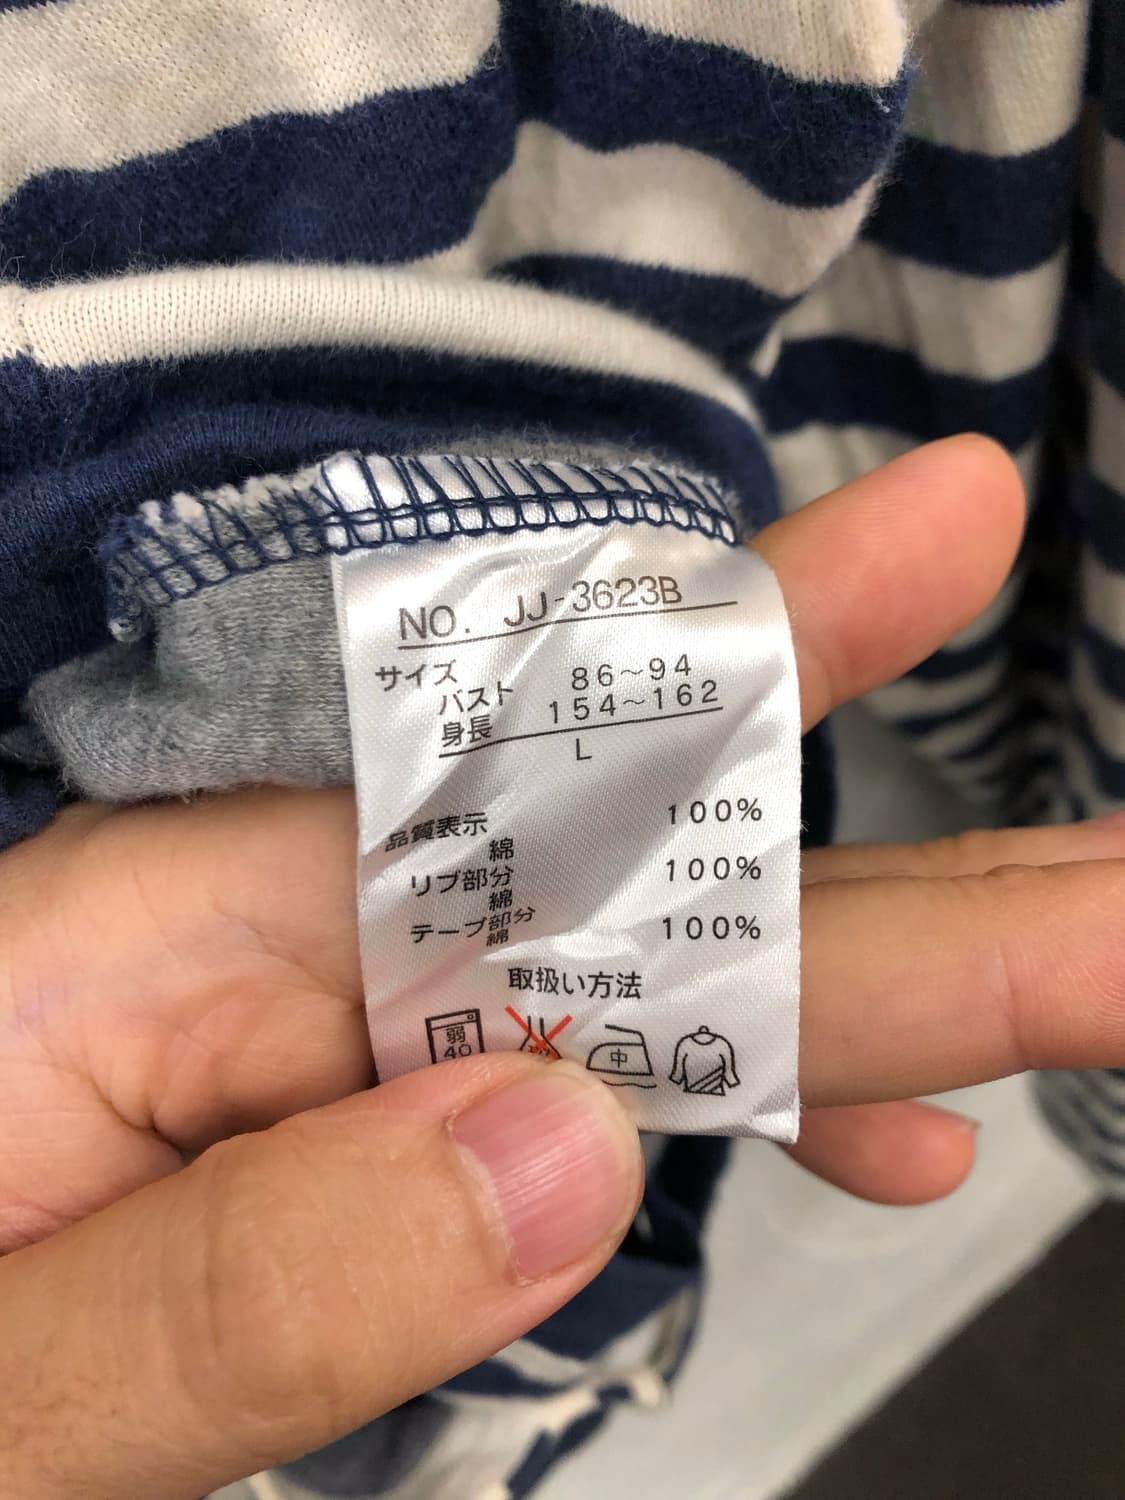 NO. JJ-3623B
サイズ
バスト 86～94
身長 154～162
L
品質表示
綿 100%
リブ部分
綿 100%
テープ部分
綿 100%
取扱い方法
弱
40
中